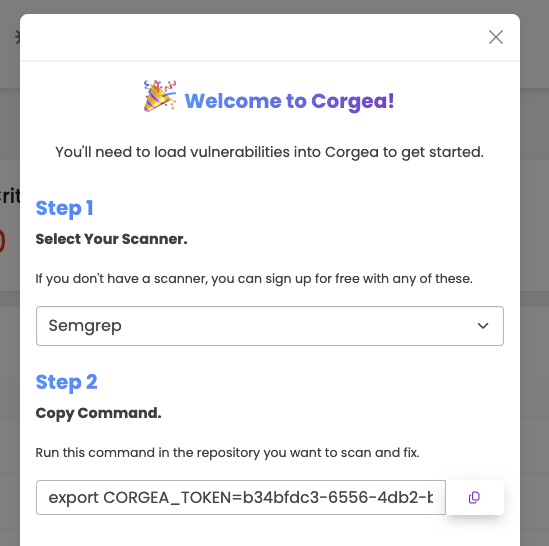 Welcome to Corgea!
You'll need to load vulnerabilities into Corgea to get started.
Step 1
Select Your Scanner.
If you don't have a scanner, you can sign up for free with any of these.
Semgrep
Step 2
Copy Command.
Run this command in the repository you want to scan and fix.
export CORGEA_TOKEN=b34bfdc3-6556-4db2-